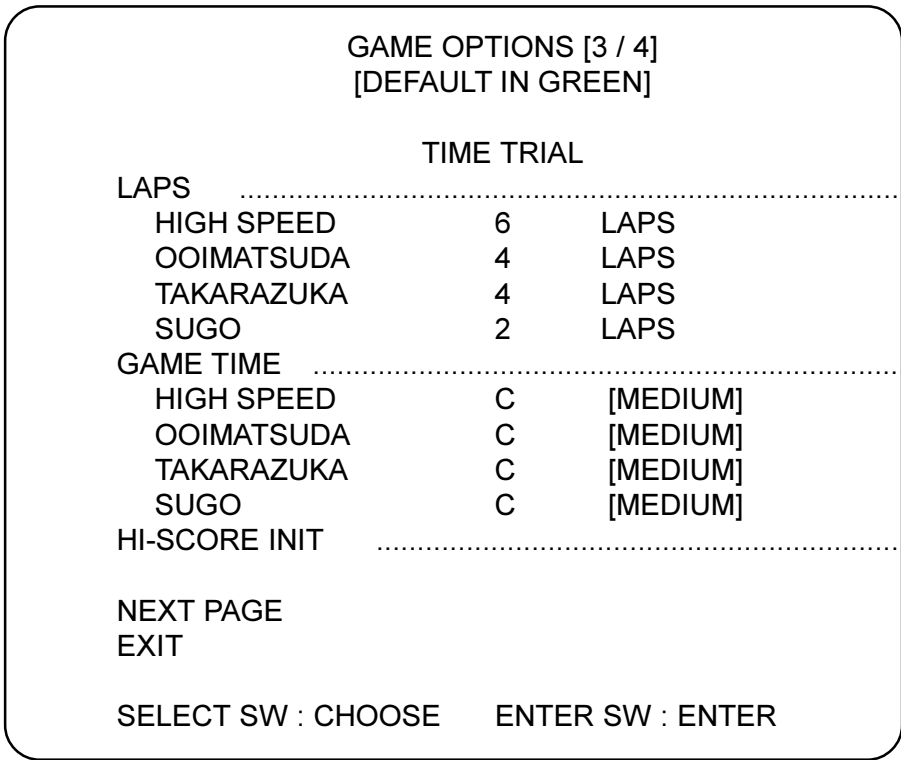 GAME OPTIONS [3 / 4]
[DEFAULT IN GREEN]
TIME TRIAL
LAPS ................................................................................
HIGH SPEED 6 LAPS
OOIMATSUDA 4 LAPS
TAKARAZUKA 4 LAPS
SUGO 2 LAPS
GAME TIME ......................................................................
HIGH SPEED C [MEDIUM]
OOIMATSUDA C [MEDIUM]
TAKARAZUKA C [MEDIUM]
SUGO C [MEDIUM]
HI-SCORE INIT ...............................................................
NEXT PAGE
EXIT
SELECT SW : CHOOSE ENTER SW : ENTER